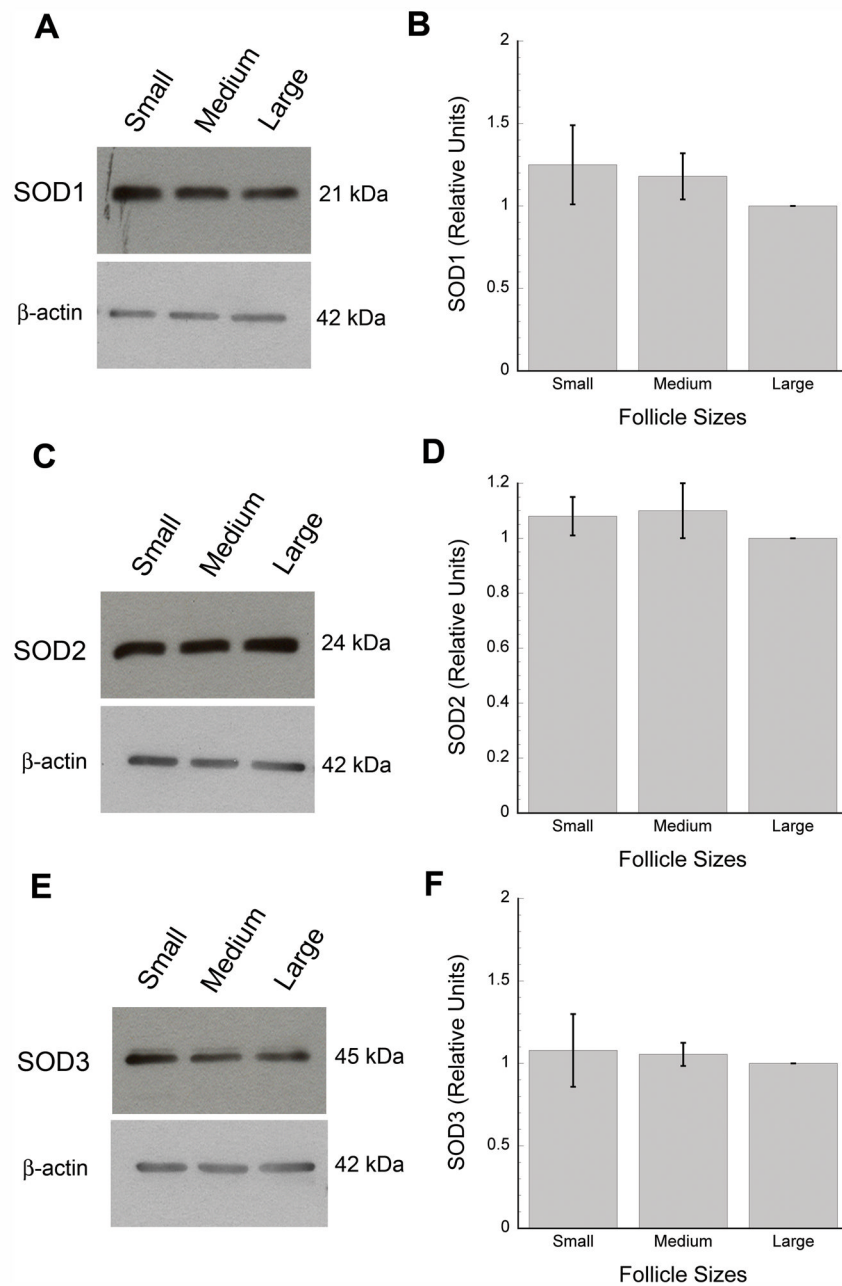 A
Small Medium Large
SOD1
21 kDa
β-actin
42 kDa
B
2
1.5
1
0.5
0
SOD1 (Relative Units)
Small Medium Large
Follicle Sizes
C
Small Medium Large
SOD2
24 kDa
β-actin
42 kDa
D
1.2
1
0.8
0.6
0.4
0.2
0
SOD2 (Relative Units)
Small Medium Large
Follicle Sizes
E
Small Medium Large
SOD3
45 kDa
β-actin
42 kDa
F
2
1.5
1
0.5
0
SOD3 (Relative Units)
Small Medium Large
Follicle Sizes